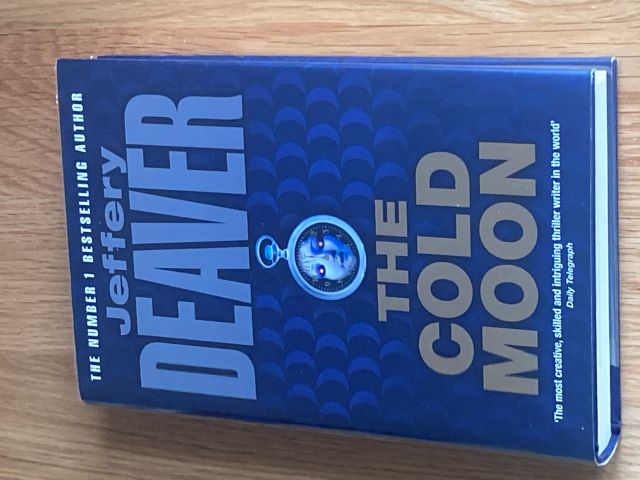 THE NUMBER 1 BESTSELLING AUTHOR
Jeffery
DEAVER
THE
COLD
MOON
'The most creative, skilled and intriguing thriller writer in the world'
Daily Telegraph